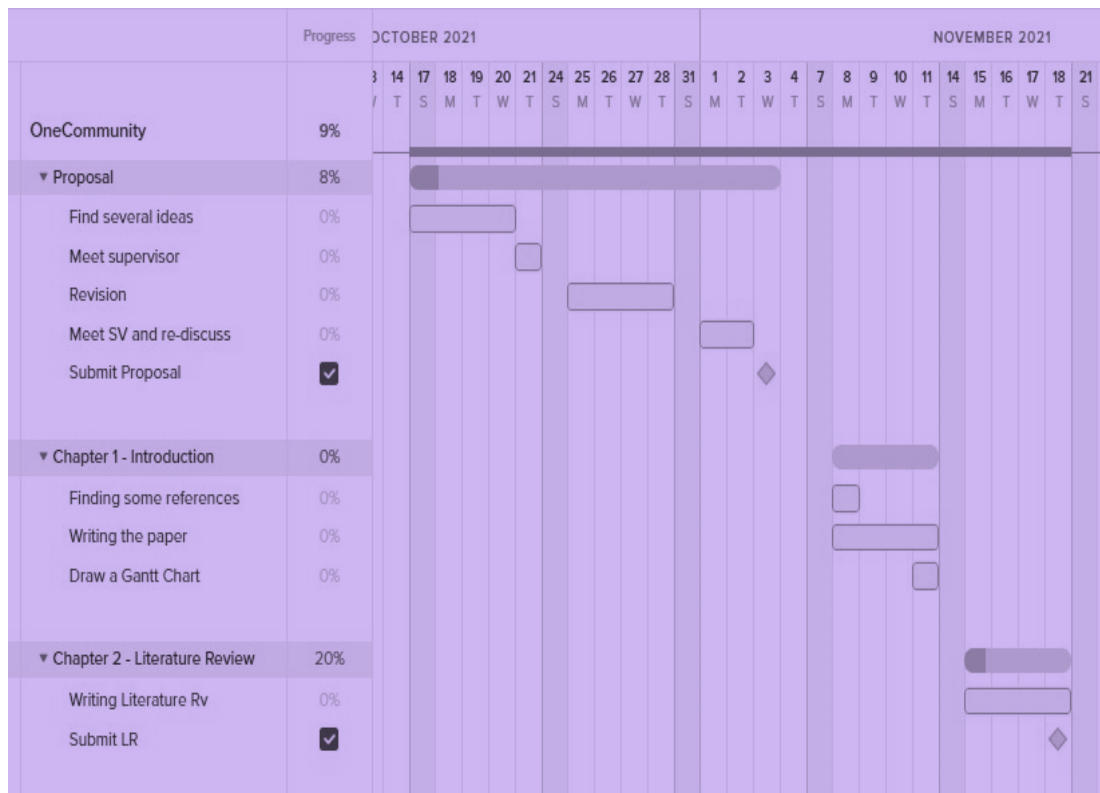 Progress OCTOBER 2021 NOVEMBER 2021
14 17 18 19 20 21 24 25 26 27 28 31 1 2 3 4 7 8 9 10 11 14 15 16 17 18 21
T S M T W T S M T W T S M T W T S M T W T S M T W T S
OneCommunity 9%
▼ Proposal 8%
Find several ideas 0%
Meet supervisor 0%
Revision 0%
Meet SV and re-discuss 0%
Submit Proposal
▼ Chapter 1 - Introduction 0%
Finding some references 0%
Writing the paper 0%
Draw a Gantt Chart 0%
▼ Chapter 2 - Literature Review 20%
Writing Literature Rv 0%
Submit LR